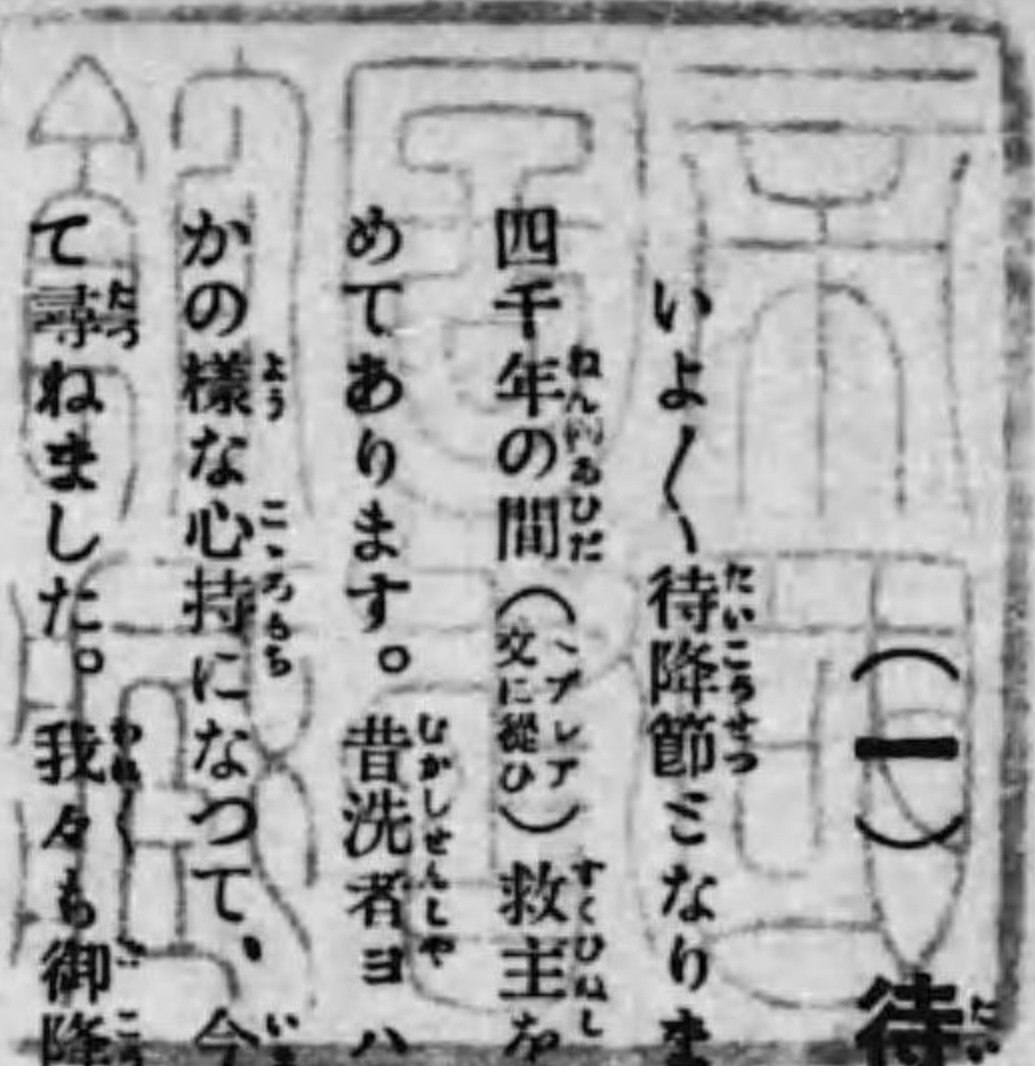 (一) 待
いよ〱待降節ミなりま
四千年の間(ヘブレア文に從ひ)救主を
めてあります。昔洗者ヨハ
かの樣な心持になつて、今
て尋ねました。我々も御降